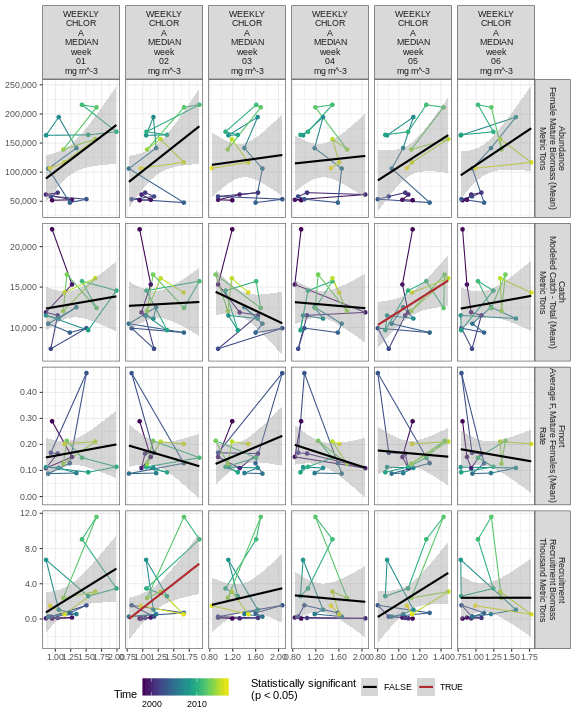 WEEKLY
CHLOR
A
MEDIAN
week
01
mg m^-3
WEEKLY
CHLOR
A
MEDIAN
week
02
mg m^-3
WEEKLY
CHLOR
A
MEDIAN
week
03
mg m^-3
WEEKLY
CHLOR
A
MEDIAN
week
04
mg m^-3
WEEKLY
CHLOR
A
MEDIAN
week
05
mg m^-3
WEEKLY
CHLOR
A
MEDIAN
week
06
mg m^-3
250,000
200,000
150,000
100,000
50,000
Abundance
Female Mature Biomass (Mean)
Metric Tons
20,000
15,000
10,000
Catch
Modelled Catch - Total (Mean)
Metric Tons
0.40
0.30
0.20
0.10
0.00
Fmort
Average F, Mature Females (Mean)
Rate
12.0
8.0
4.0
0.0
Recruitment
Recruitment Biomass
Thousand Metric Tons
1.00 1.25 1.50 1.75 2.00
1.00 1.25 1.50 1.75
0.80 1.20 1.60 2.00
0.80 1.20 1.60 2.00
0.80 1.00 1.20 1.40
0.75 1.00 1.25 1.50 1.75
Time
2000 2010
Statistically significant
(p < 0.05)
FALSE TRUE